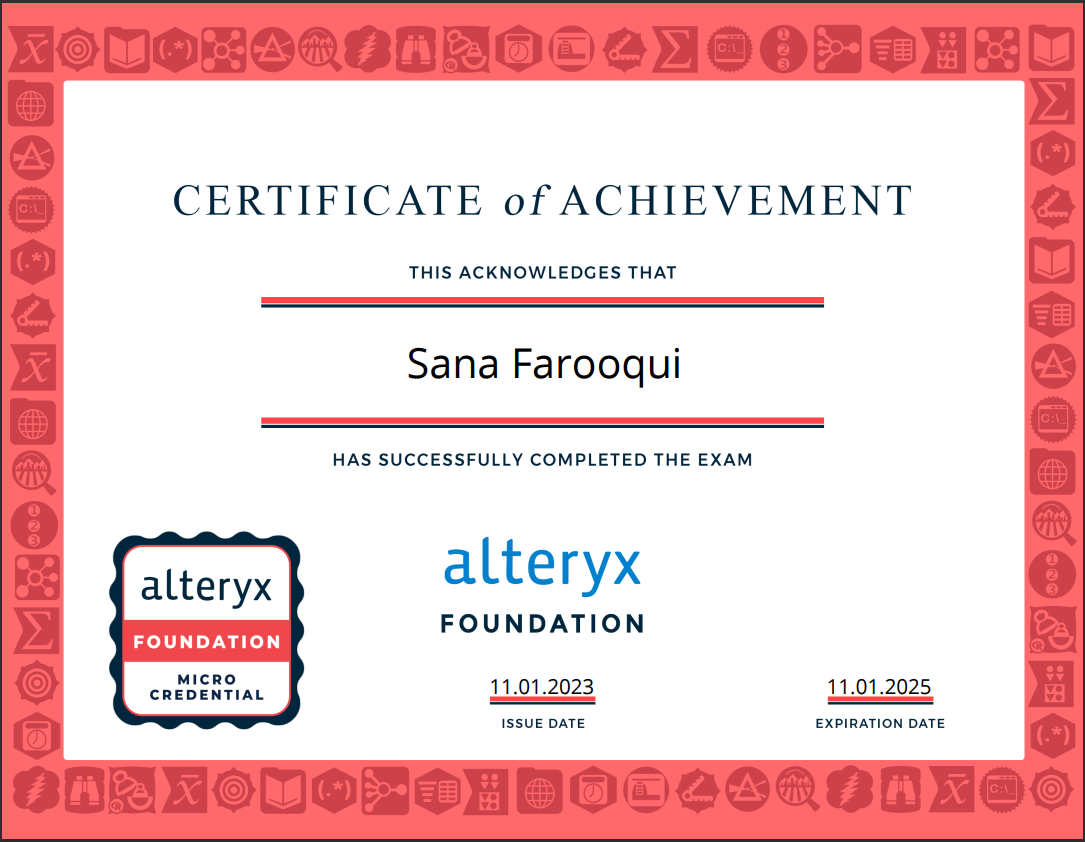 CERTIFICATE of ACHIEVEMENT
THIS ACKNOWLEDGES THAT
Sana Farooqui
HAS SUCCESSFULLY COMPLETED THE EXAM
alteryx
FOUNDATION
MICRO
CREDENTIAL
alteryx
FOUNDATION
11.01.2023
ISSUE DATE
11.01.2025
EXPIRATION DATE